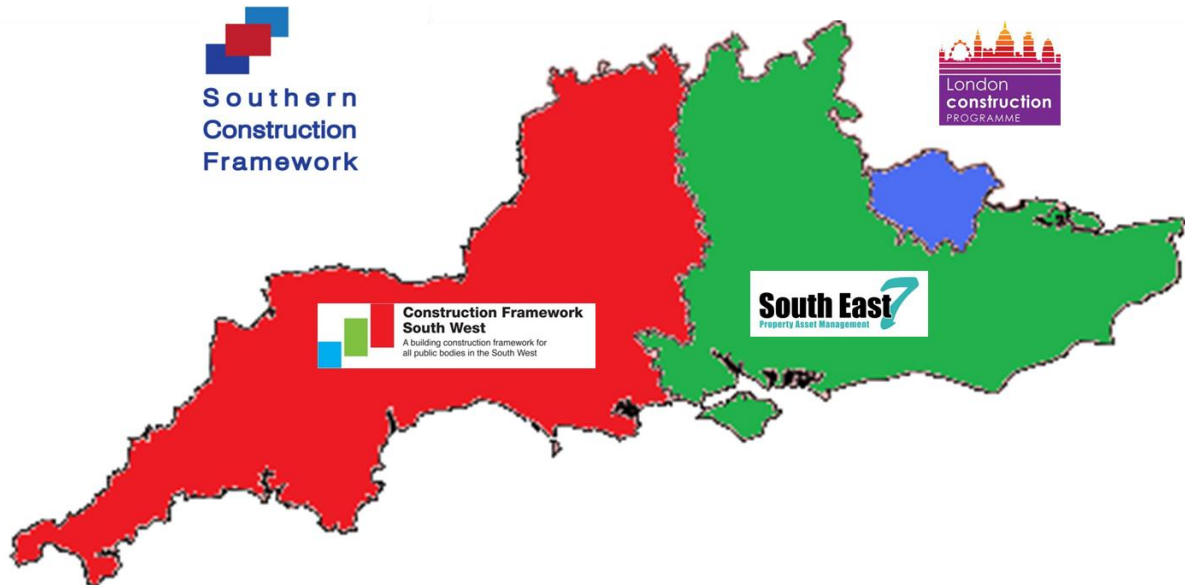 Southern
Construction
Framework
London
construction
PROGRAMME
Construction Framework
South West
A building construction framework for
all public bodies in the South West
South East 7
Property Asset Management